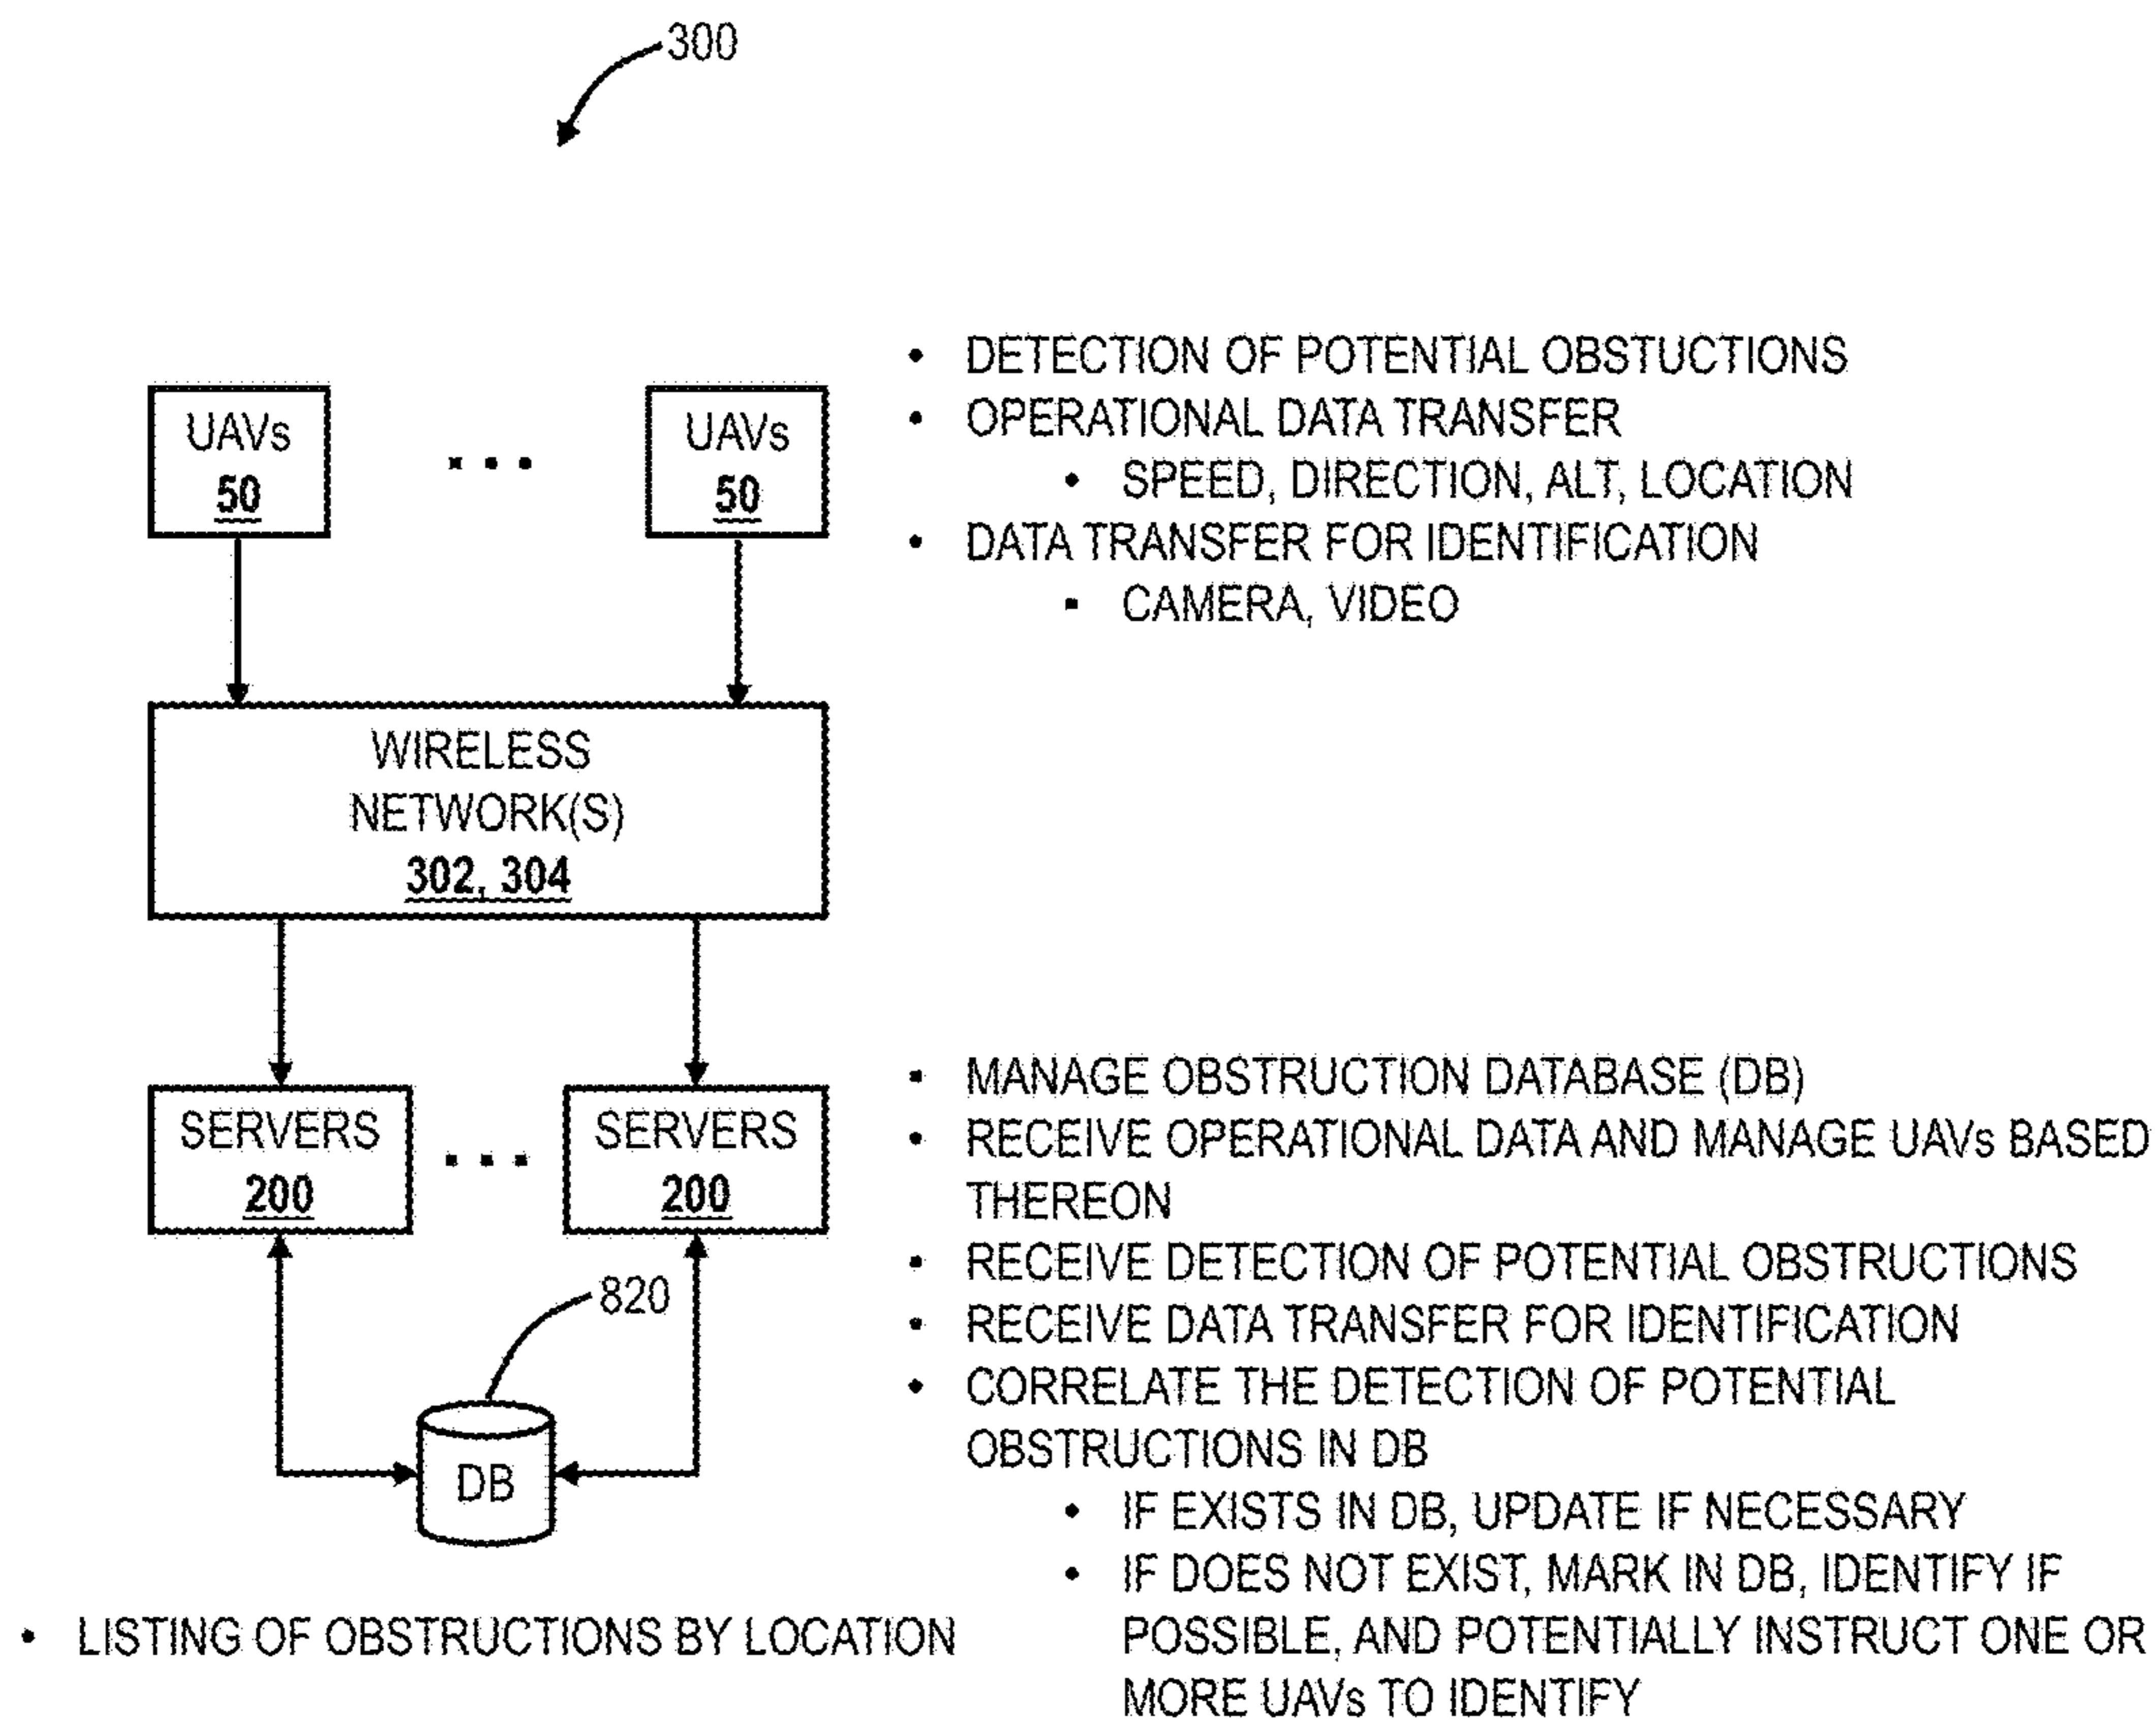 300
UAVs
50
...
UAVs
50
• DETECTION OF POTENTIAL OBSTUCTIONS
• OPERATIONAL DATA TRANSFER
• SPEED, DIRECTION, ALT, LOCATION
• DATA TRANSFER FOR IDENTIFICATION
• CAMERA, VIDEO
WIRELESS
NETWORK(S)
302, 304
SERVERS
200
...
SERVERS
200
820
DB
• LISTING OF OBSTRUCTIONS BY LOCATION
• MANAGE OBSTRUCTION DATABASE (DB)
• RECEIVE OPERATIONAL DATA AND MANAGE UAVs BASED
THEREON
• RECEIVE DETECTION OF POTENTIAL OBSTRUCTIONS
• RECEIVE DATA TRANSFER FOR IDENTIFICATION
• CORRELATE THE DETECTION OF POTENTIAL
OBSTRUCTIONS IN DB
• IF EXISTS IN DB, UPDATE IF NECESSARY
• IF DOES NOT EXIST, MARK IN DB, IDENTIFY IF
POSSIBLE, AND POTENTIALLY INSTRUCT ONE OR
MORE UAVs TO IDENTIFY